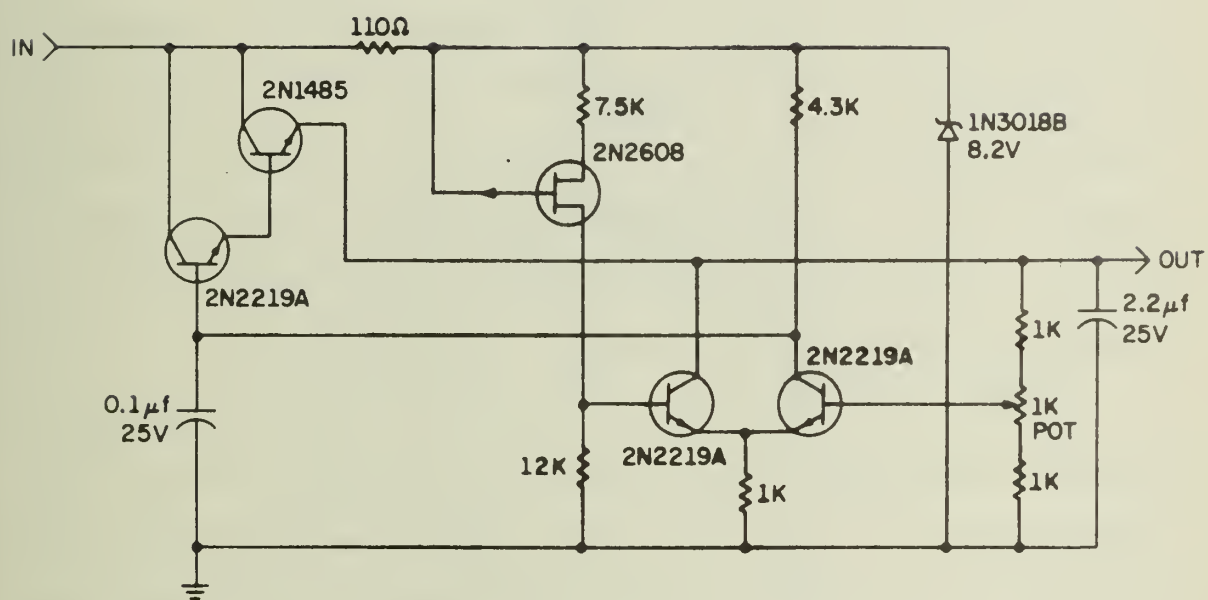 110Ω
IN
2N1485
7.5K
4.3K
1N3018B
8.2V
2N2608
OUT
2N2219A
2.2µf
25V
1K
2N2219A
0.1µf
25V
1K
POT
2N2219A
12K
1K
1K